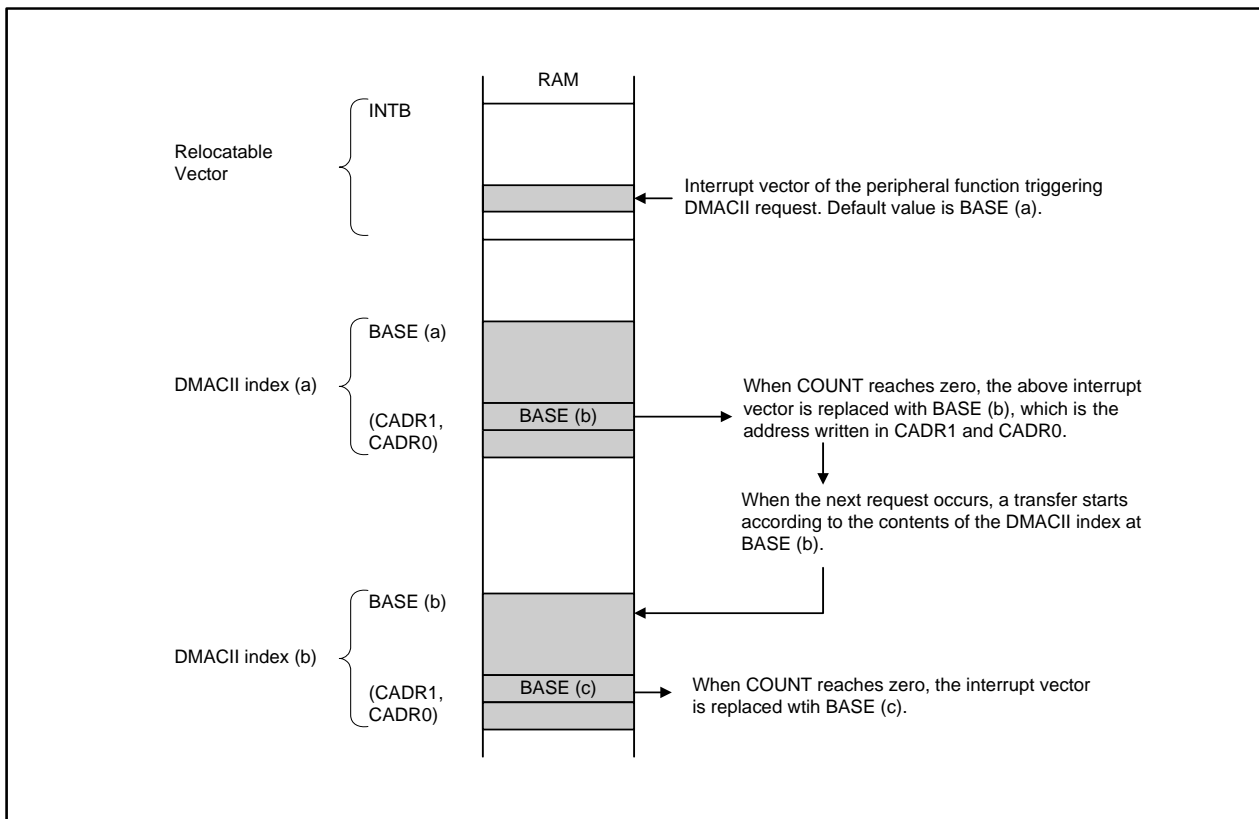 RAM
INTB
Relocatable
Vector
Interrupt vector of the peripheral function triggering
DMACII request. Default value is BASE (a).
BASE (a)
DMACII index (a)
(CADR1,
CADR0)
BASE (b)
When COUNT reaches zero, the above interrupt
vector is replaced with BASE (b), which is the
address written in CADR1 and CADR0.
When the next request occurs, a transfer starts
according to the contents of the DMACII index at
BASE (b).
BASE (b)
DMACII index (b)
(CADR1,
CADR0)
BASE (c)
When COUNT reaches zero, the interrupt vector
is replaced wtih BASE (c).